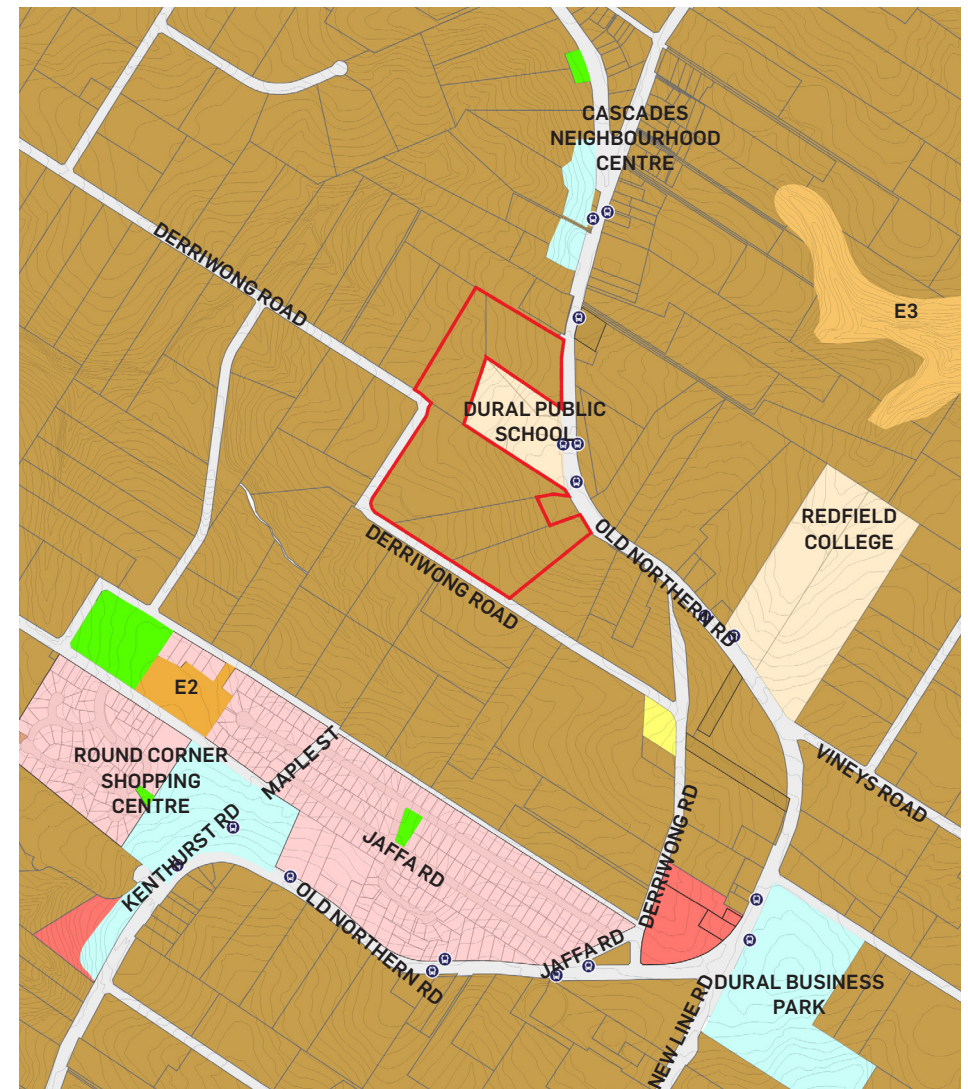 CASCADES
NEIGHBOURHOOD
CENTRE
DERRIWONG ROAD
E3
DURAL PUBLIC
SCHOOL
REDFIELD
COLLEGE
OLD NORTHERN RD
DERRIWONG ROAD
E2
ROUND CORNER
SHOPPING
CENTRE
MAPLE ST
VINEYS ROAD
KENTHURST RD
JAFFA RD
DERRIWONG RD
OLD NORTHERN RD
JAFFA RD
DURAL BUSINESS
PARK
NEW LINE RD